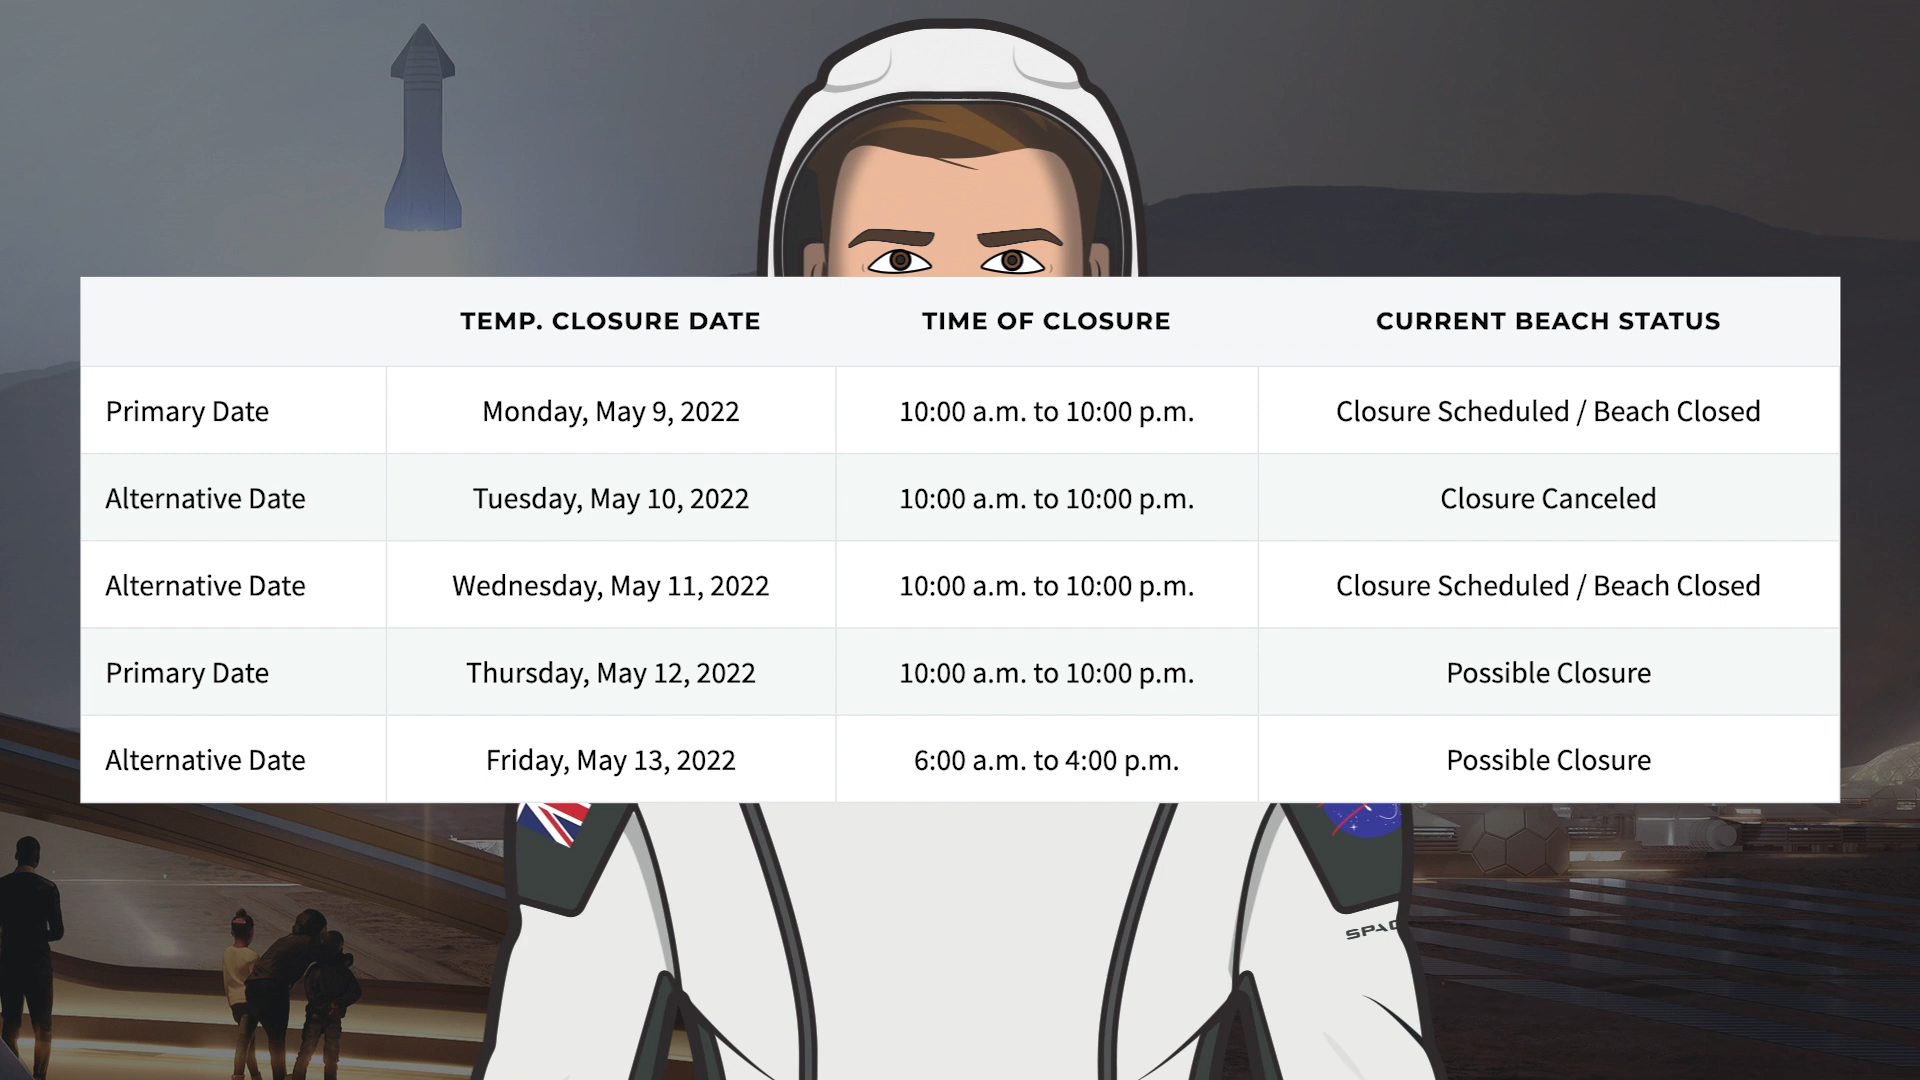 TEMP. CLOSURE DATE TIME OF CLOSURE CURRENT BEACH STATUS
Primary Date Monday, May 9, 2022 10:00 a.m. to 10:00 p.m. Closure Scheduled / Beach Closed
Alternative Date Tuesday, May 10, 2022 10:00 a.m. to 10:00 p.m. Closure Canceled
Alternative Date Wednesday, May 11, 2022 10:00 a.m. to 10:00 p.m. Closure Scheduled / Beach Closed
Primary Date Thursday, May 12, 2022 10:00 a.m. to 10:00 p.m. Possible Closure
Alternative Date Friday, May 13, 2022 6:00 a.m. to 4:00 p.m. Possible Closure